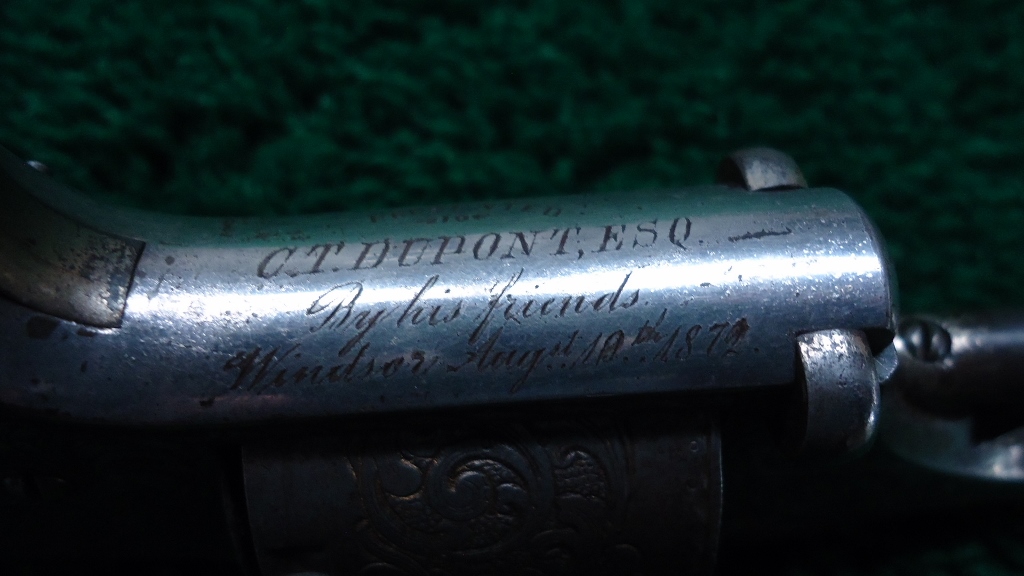 C.T. DUPONT, ESQ.
By his friends.
Windsor, Augst. 10th. 1872.